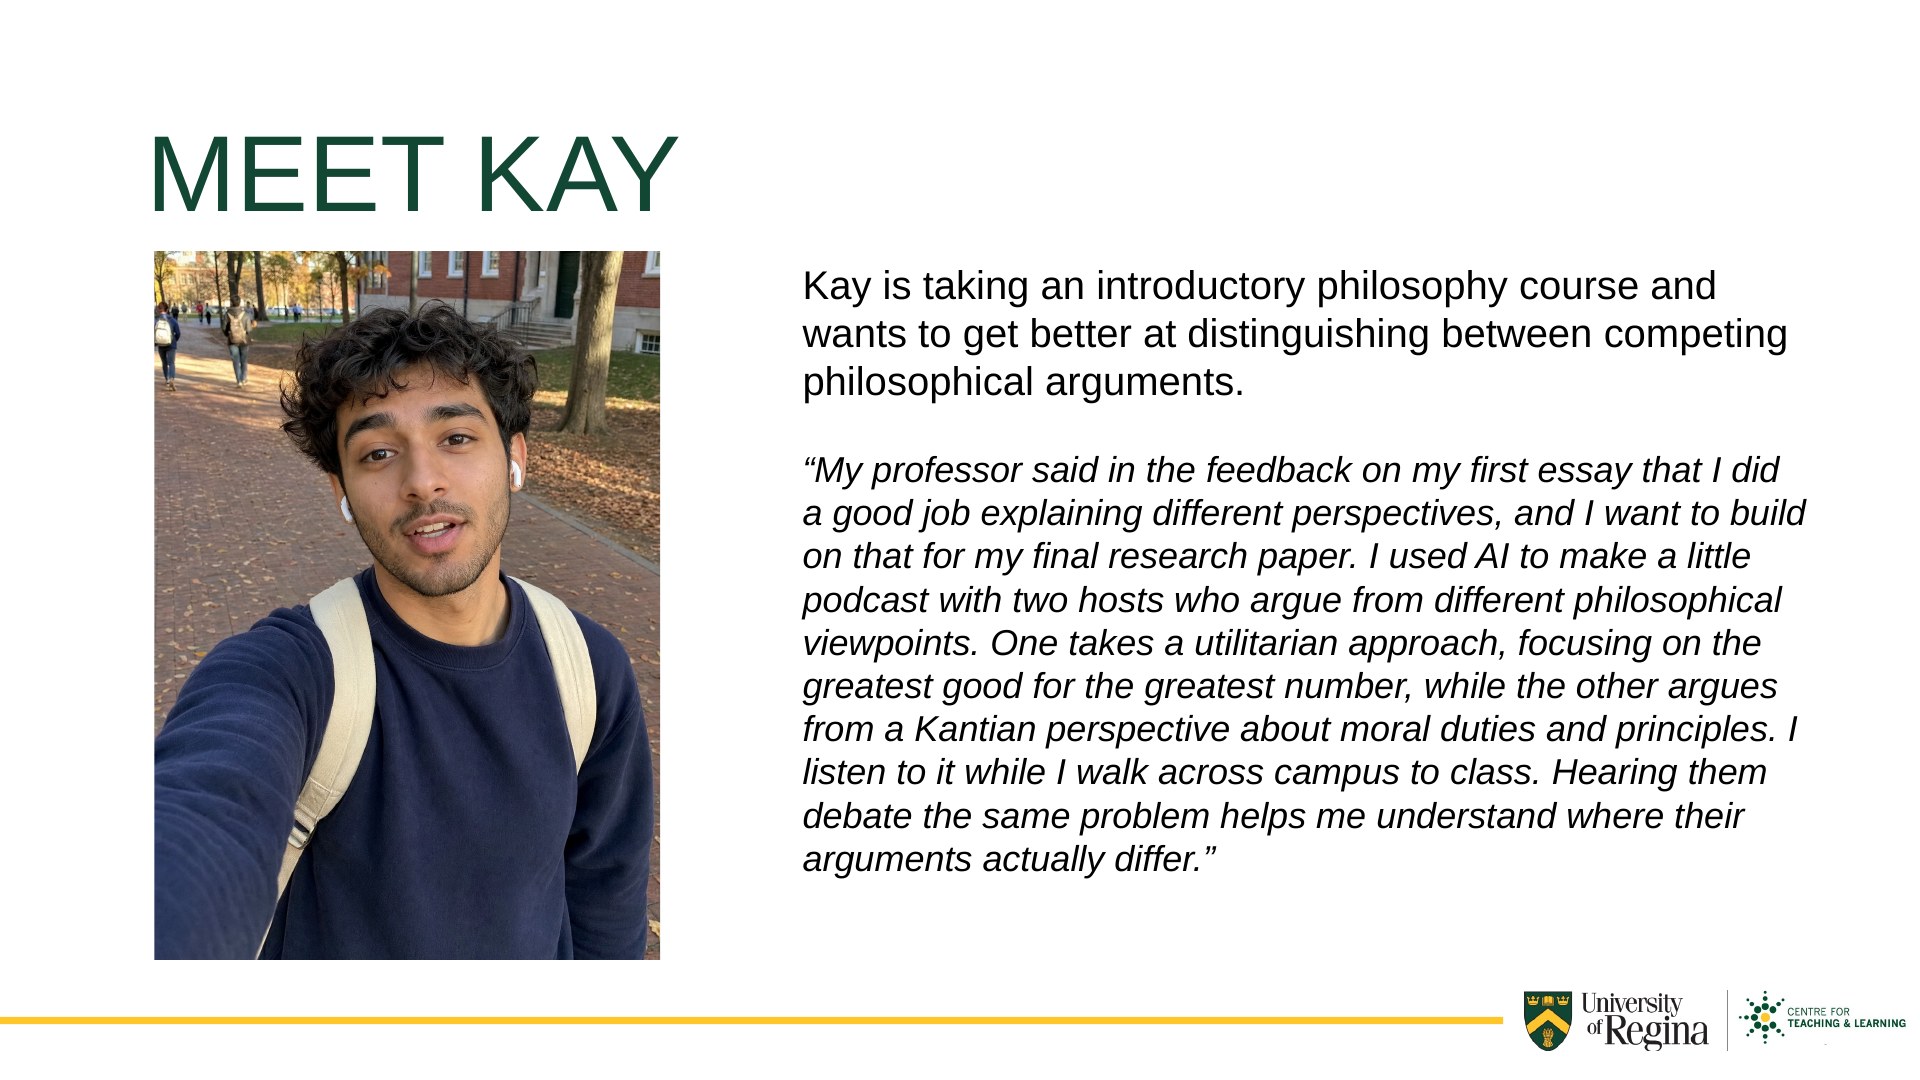 MEET KAY
Kay is taking an introductory philosophy course and
wants to get better at distinguishing between competing
philosophical arguments.
“My professor said in the feedback on my first essay that I did
a good job explaining different perspectives, and I want to build
on that for my final research paper. I used AI to make a little
podcast with two hosts who argue from different philosophical
viewpoints. One takes a utilitarian approach, focusing on the
greatest good for the greatest number, while the other argues
from a Kantian perspective about moral duties and principles. I
listen to it while I walk across campus to class. Hearing them
debate the same problem helps me understand where their
arguments actually differ.”
University
of Regina
CENTRE FOR
TEACHING & LEARNING